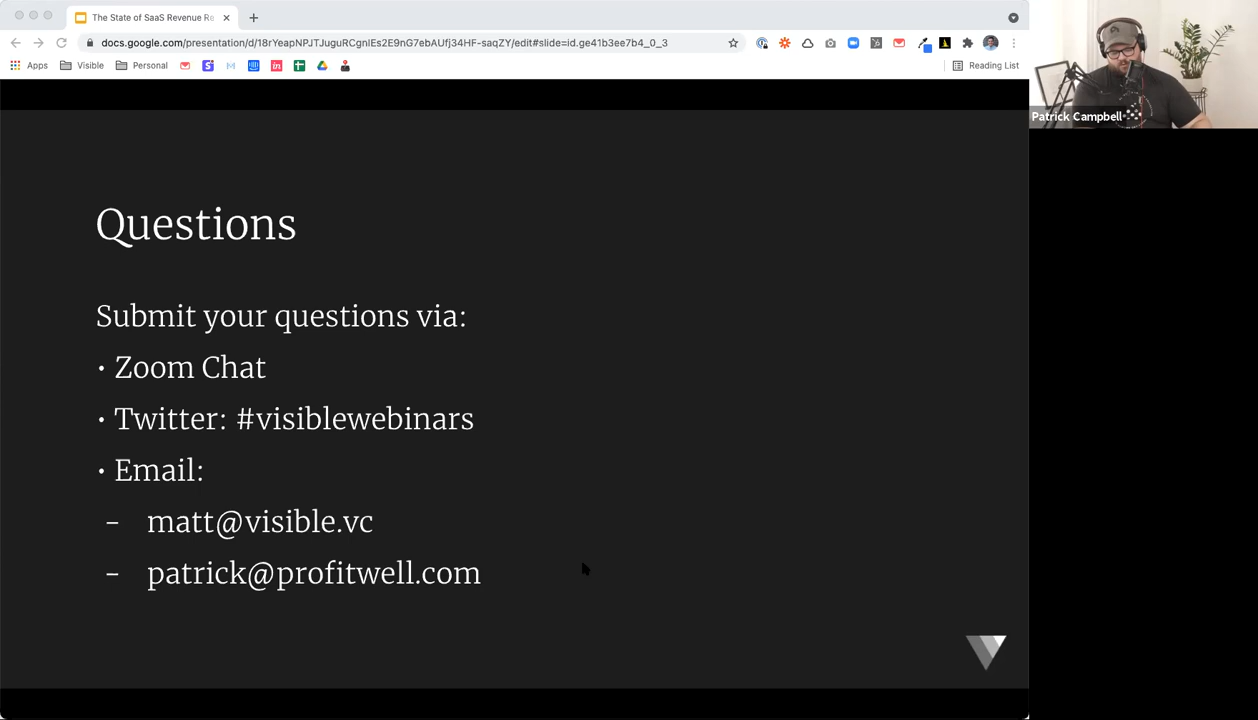 The State of SaaS Revenue Re
docs.google.com/presentation/d/18rYeapNPJTJuguRCgnIEs2E9nG7ebAUfj34HF-saqZY/edit#slide=id.ge41b3ee7b4_0_3
Apps Visible Personal Reading List
Patrick Campbell
Questions
Submit your questions via:
• Zoom Chat
• Twitter: #visiblewebinars
• Email:
- matt@visible.vc
- patrick@profitwell.com